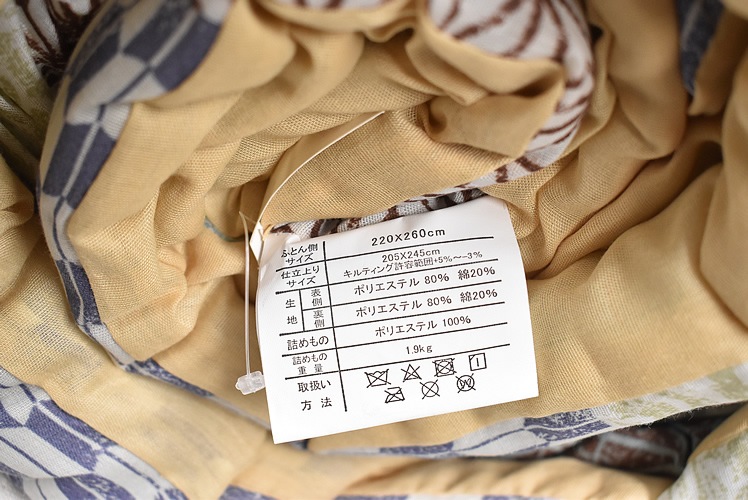 ふとん側サイズ 220X260cm
仕立上りサイズ 205X245cm
キルティング許容範囲+5%~-3%
生地 表側 ポリエステル 80% 綿20%
裏側 ポリエステル 80% 綿20%
詰めもの ポリエステル 100%
詰めもの重量 1.9kg
取扱い方法
W